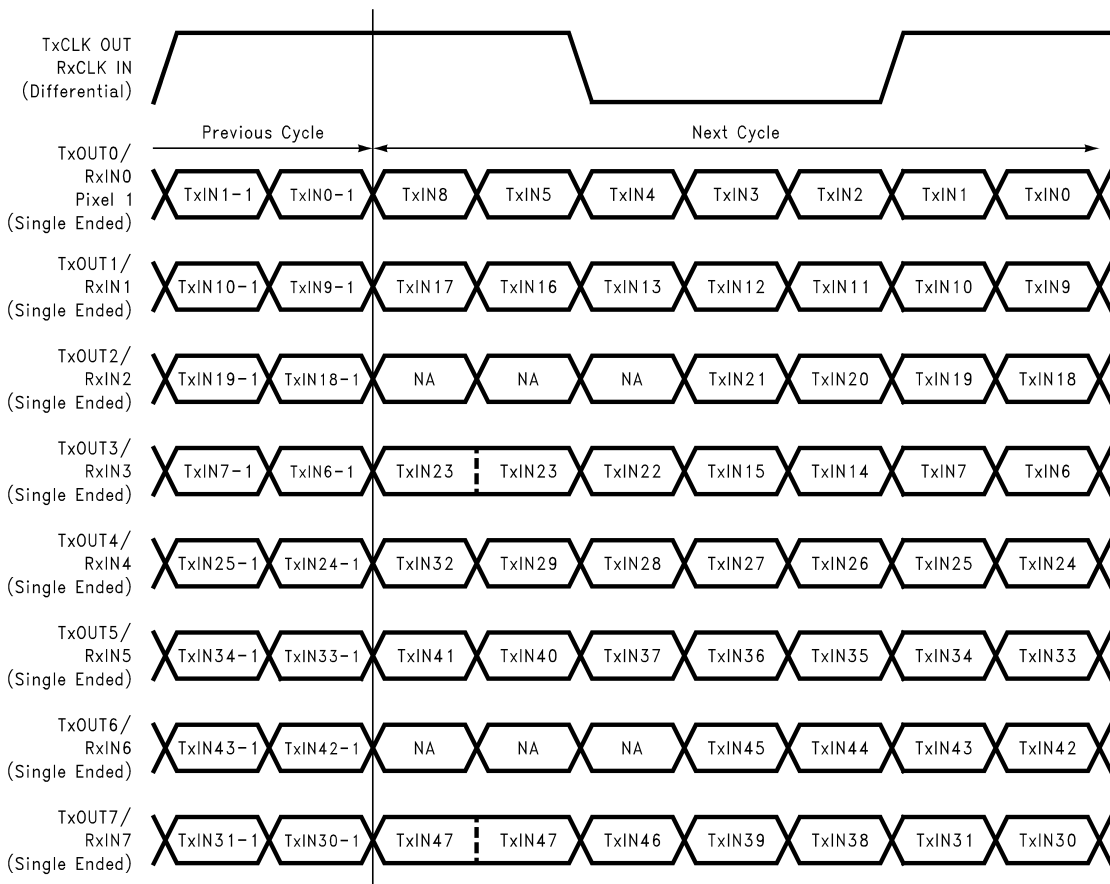 TxCLK OUT
RxCLK IN
(Differential)
Previous Cycle
Next Cycle
TxOUT0/
RxIN0
Pixel 1
(Single Ended)
TxIN1-1 TxIN0-1 TxIN8 TxIN5 TxIN4 TxIN3 TxIN2 TxIN1 TxIN0
TxOUT1/
RxIN1
(Single Ended)
TxIN10-1 TxIN9-1 TxIN17 TxIN16 TxIN13 TxIN12 TxIN11 TxIN10 TxIN9
TxOUT2/
RxIN2
(Single Ended)
TxIN19-1 TxIN18-1 NA NA NA TxIN21 TxIN20 TxIN19 TxIN18
TxOUT3/
RxIN3
(Single Ended)
TxIN7-1 TxIN6-1 TxIN23 TxIN23 TxIN22 TxIN15 TxIN14 TxIN7 TxIN6
TxOUT4/
RxIN4
(Single Ended)
TxIN25-1 TxIN24-1 TxIN32 TxIN29 TxIN28 TxIN27 TxIN26 TxIN25 TxIN24
TxOUT5/
RxIN5
(Single Ended)
TxIN34-1 TxIN33-1 TxIN41 TxIN40 TxIN37 TxIN36 TxIN35 TxIN34 TxIN33
TxOUT6/
RxIN6
(Single Ended)
TxIN43-1 TxIN42-1 NA NA NA TxIN45 TxIN44 TxIN43 TxIN42
TxOUT7/
RxIN7
(Single Ended)
TxIN31-1 TxIN30-1 TxIN47 TxIN47 TxIN46 TxIN39 TxIN38 TxIN31 TxIN30